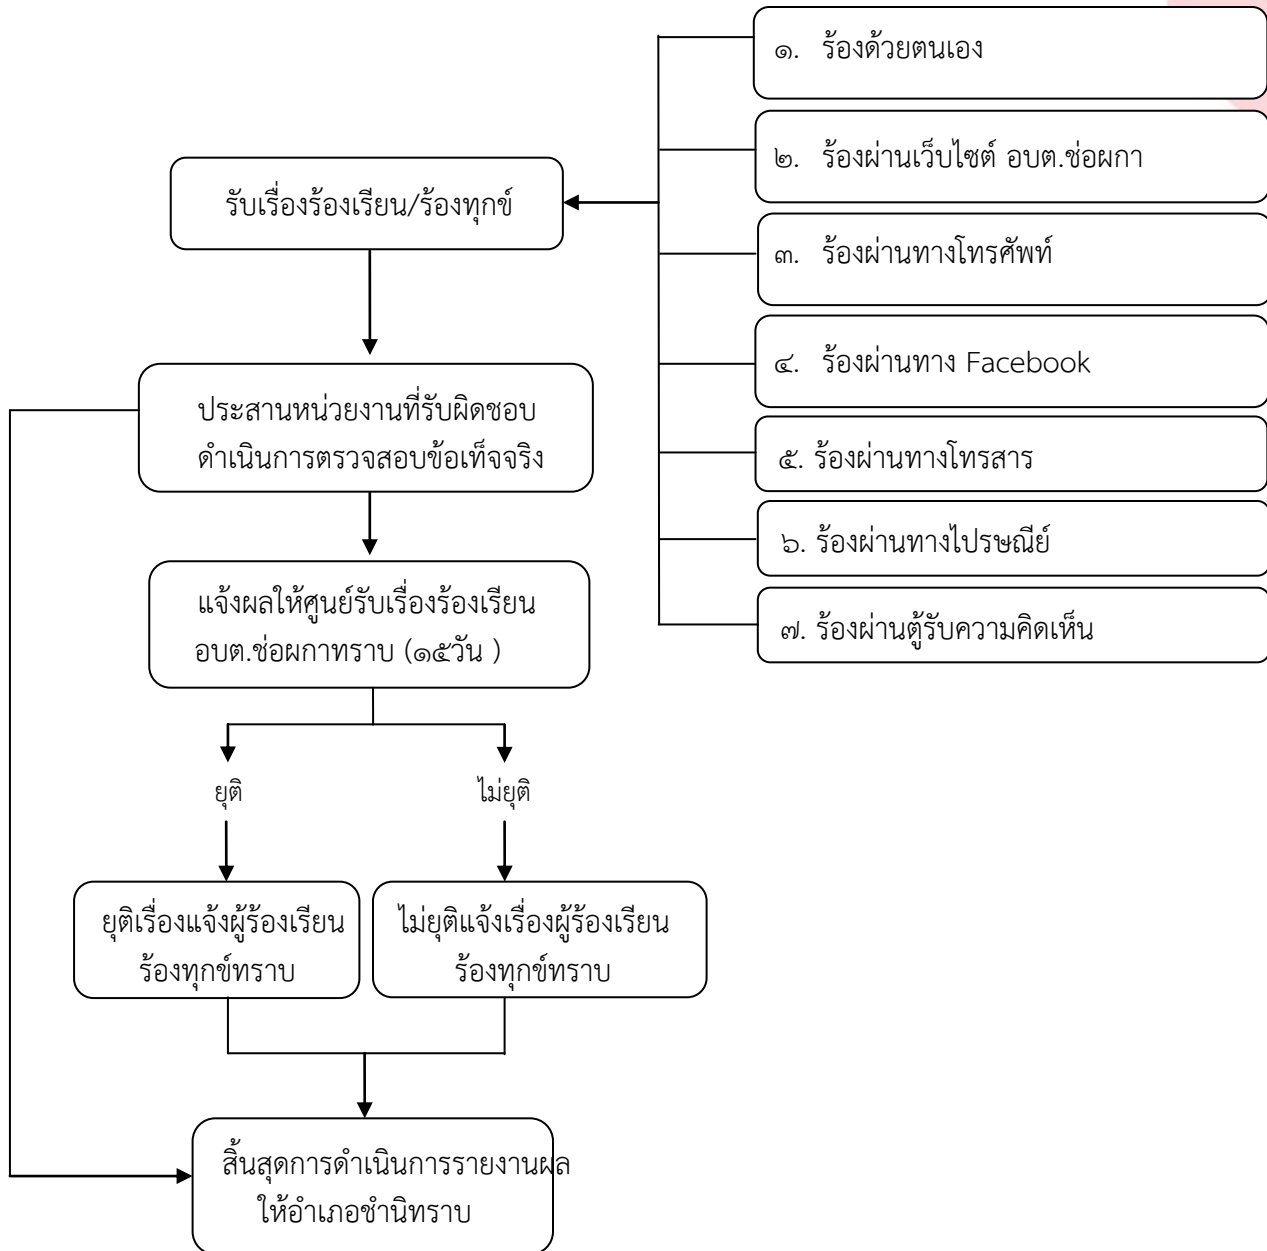 ๑. ร้องด้วยตนเอง
๒. ร้องผ่านเว็บไซต์ อบต.ช่อผกา
รับเรื่องร้องเรียน/ร้องทุกข์
๓. ร้องผ่านทางโทรศัพท์
๔. ร้องผ่านทาง Facebook
ประสานหน่วยงานที่รับผิดชอบ
ดำเนินการตรวจสอบข้อเท็จจริง
๕. ร้องผ่านทางโทรสาร
๖. ร้องผ่านทางไปรษณีย์
๗. ร้องผ่านตู้รับความคิดเห็น
แจ้งผลให้ศูนย์รับเรื่องร้องเรียน
อบต.ช่อผกาทราบ (๑๕วัน )
ยุติ
ไม่ยุติ
ยุติเรื่องแจ้งผู้ร้องเรียน
ร้องทุกข์ทราบ
ไม่ยุติแจ้งเรื่องผู้ร้องเรียน
ร้องทุกข์ทราบ
สิ้นสุดการดำเนินการรายงานผล
ให้อำเภอชำนิทราบ